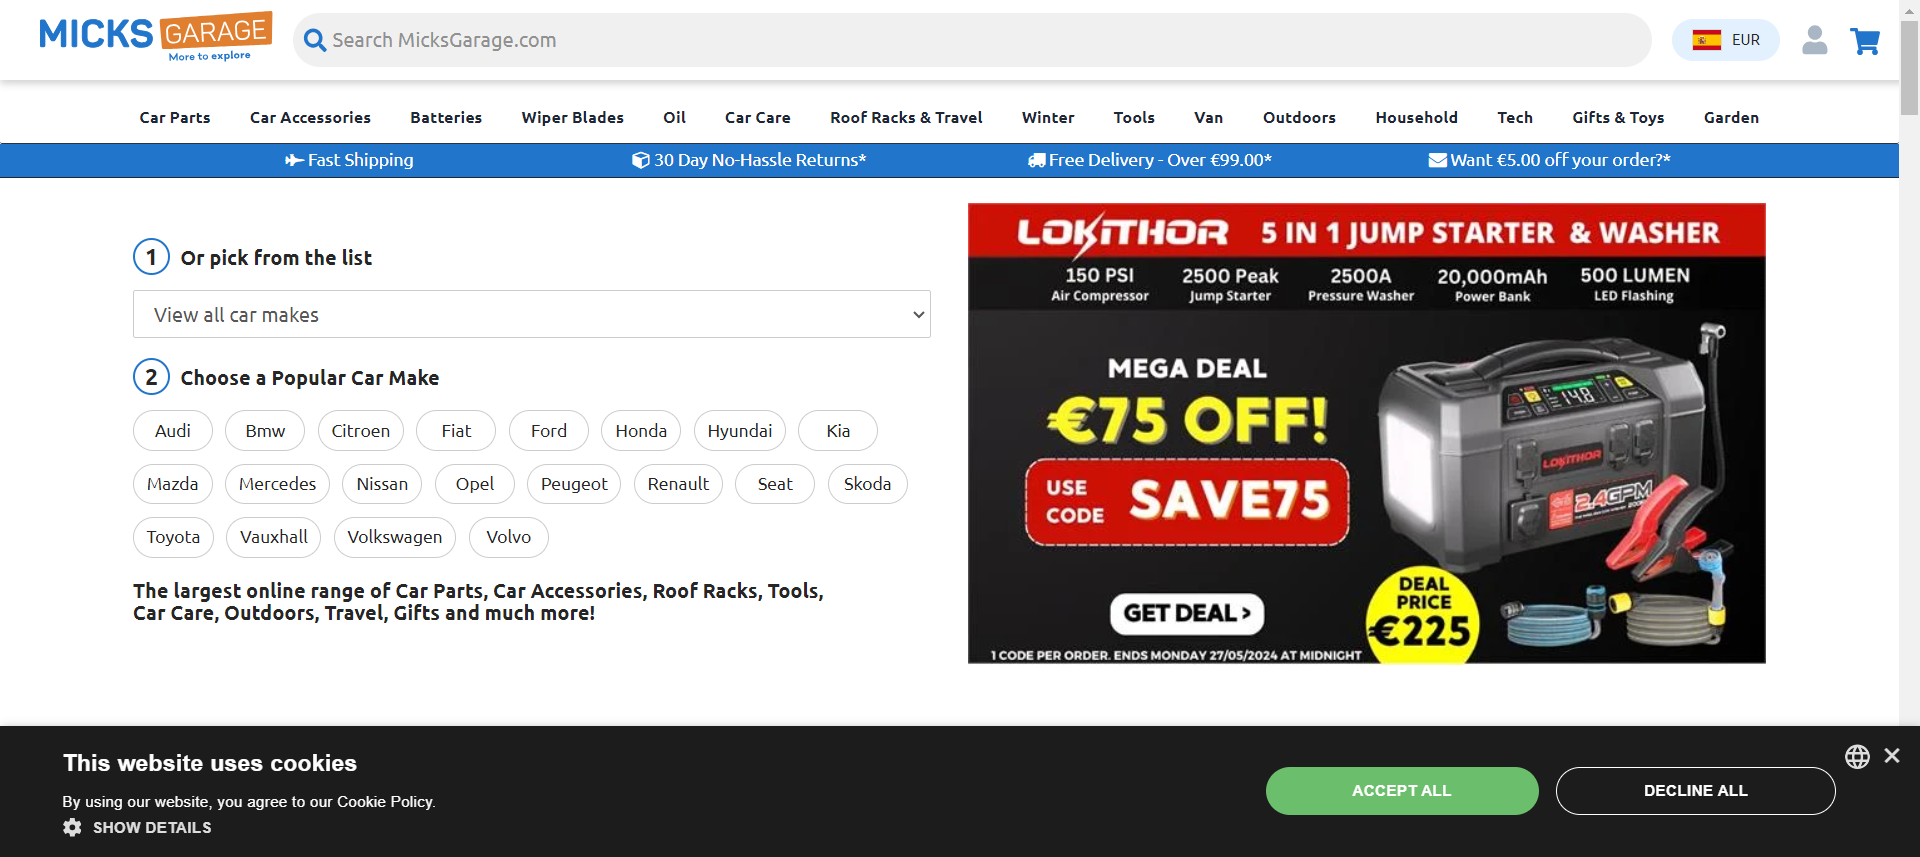 MICKS GARAGE
More to explore
Search MicksGarage.com
EUR
Car Parts Car Accessories Batteries Wiper Blades Oil Car Care Roof Racks & Travel Winter Tools Van Outdoors Household Tech Gifts & Toys Garden
Fast Shipping 30 Day No-Hassle Returns* Free Delivery - Over €99.00* Want €5.00 off your order?*
1 Or pick from the list
View all car makes
2 Choose a Popular Car Make
Audi Bmw Citroen Fiat Ford Honda Hyundai Kia
Mazda Mercedes Nissan Opel Peugeot Renault Seat Skoda
Toyota Vauxhall Volkswagen Volvo
The largest online range of Car Parts, Car Accessories, Roof Racks, Tools,
Car Care, Outdoors, Travel, Gifts and much more!
LOKITHOR 5 IN 1 JUMP STARTER & WASHER
150 PSI 2500 Peak 2500A 20,000mAh 500 LUMEN
Air Compressor Jump Starter Pressure Washer Power Bank LED Flashing
MEGA DEAL
€75 OFF!
USE CODE SAVE75
14.8
LOKITHOR
2.4GPM
GET DEAL >
DEAL
PRICE
€225
1 CODE PER ORDER. ENDS MONDAY 27/05/2024 AT MIDNIGHT
This website uses cookies
By using our website, you agree to our Cookie Policy.
SHOW DETAILS
ACCEPT ALL
DECLINE ALL